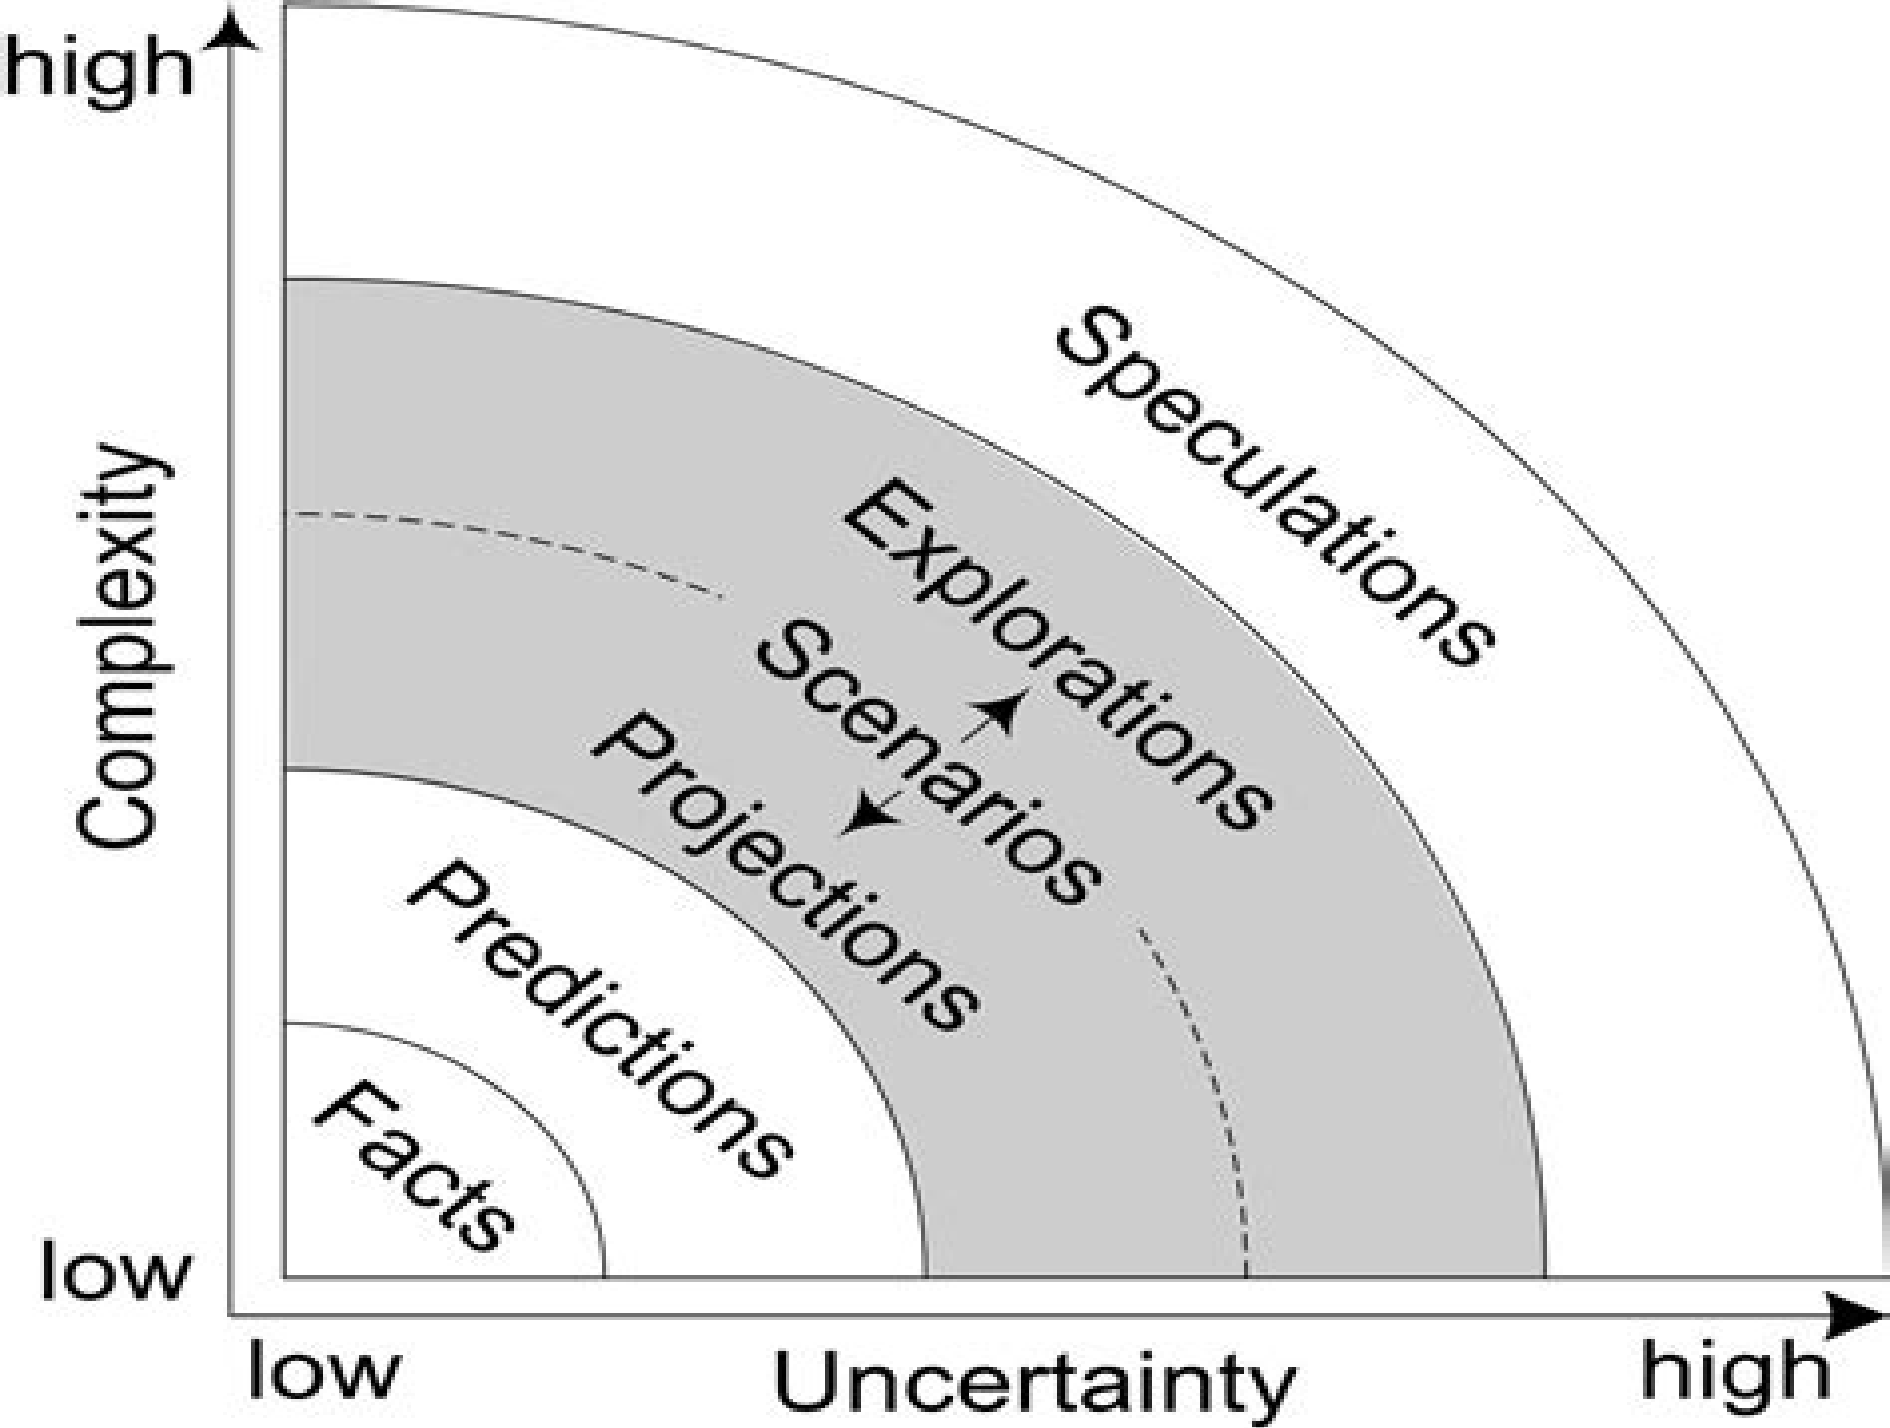 high
Speculations
Explorations
Scenarios
Projections
Predictions
Facts
Complexity
low
low
Uncertainty
high